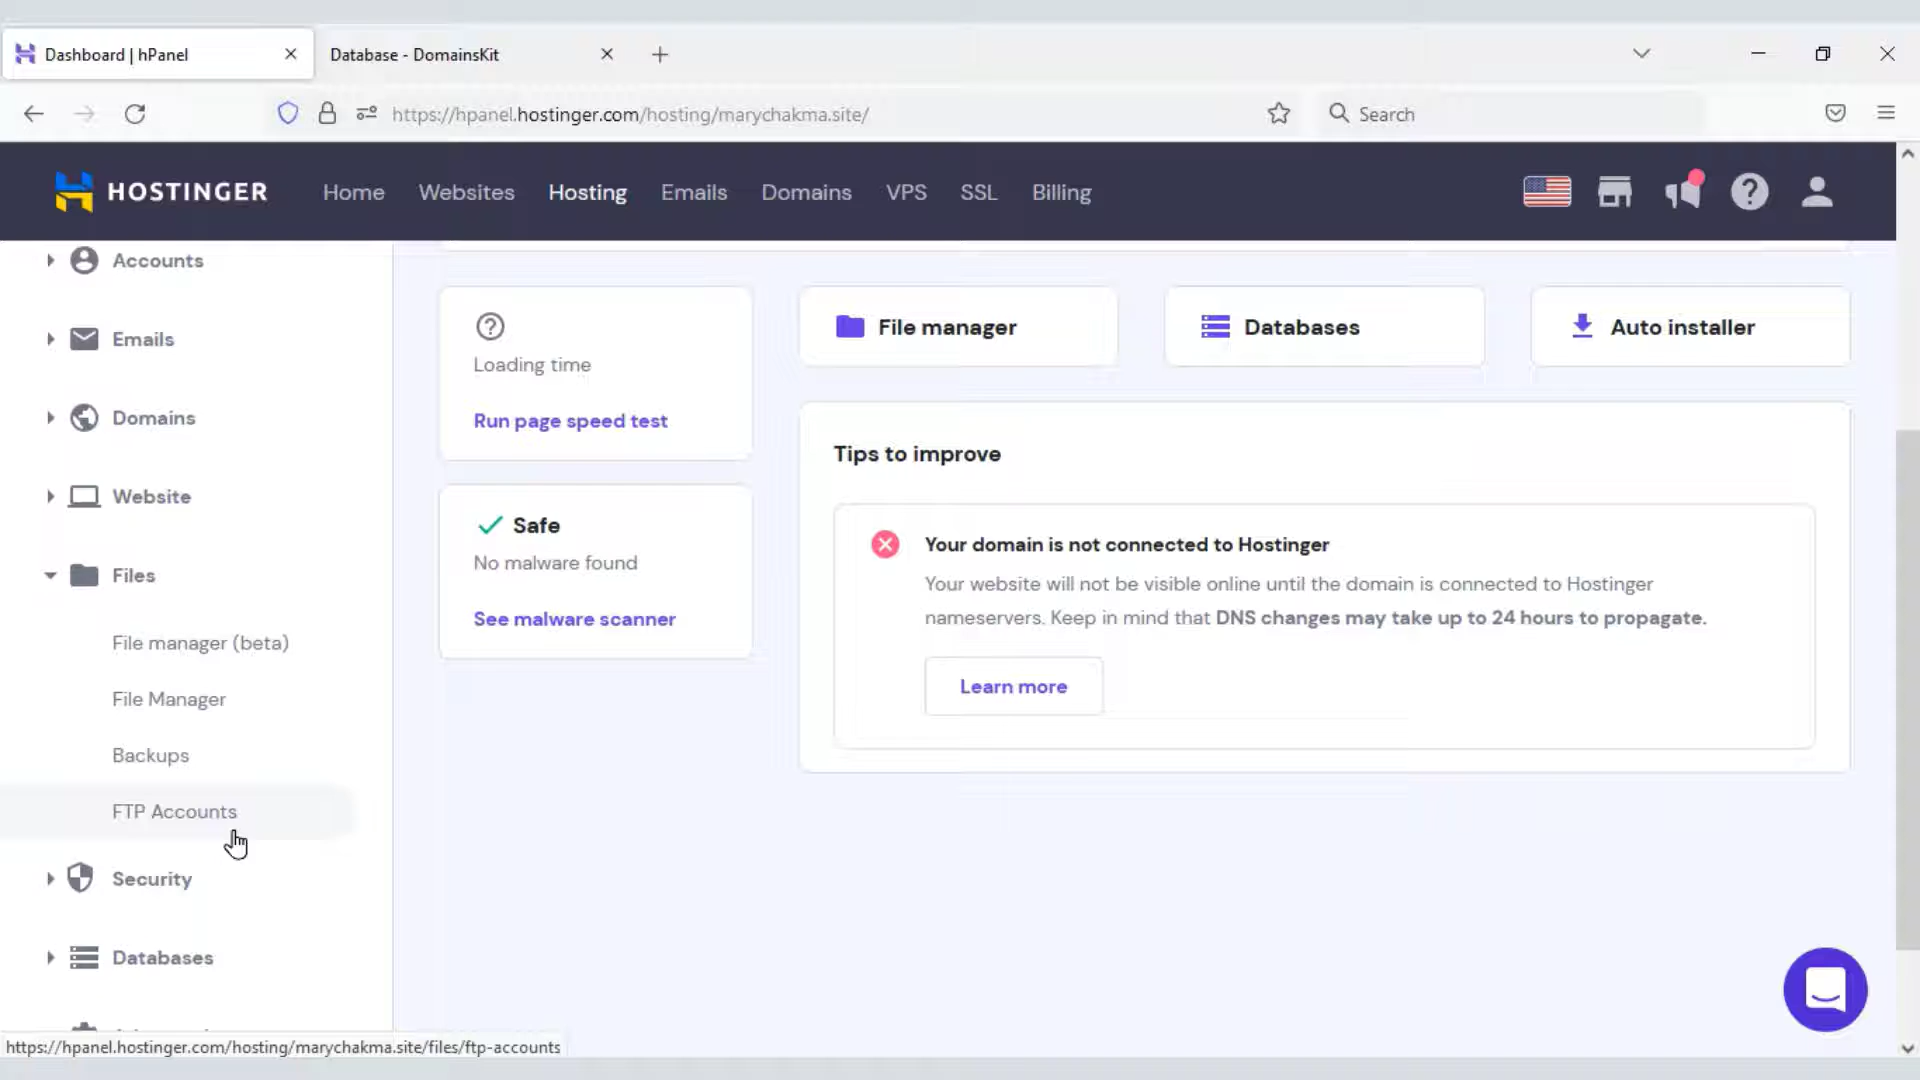 Dashboard | hPanel
Database - DomainsKit
https://hpanel.hostinger.com/hosting/marychakma.site/
Search
HOSTINGER
Home
Websites
Hosting
Emails
Domains
VPS
SSL
Billing
Accounts
Emails
Domains
Website
Files
File manager (beta)
File Manager
Backups
FTP Accounts
Security
Databases
Loading time
Run page speed test
Safe
No malware found
See malware scanner
File manager
Databases
Auto installer
Tips to improve
Your domain is not connected to Hostinger
Your website will not be visible online until the domain is connected to Hostinger
nameservers. Keep in mind that DNS changes may take up to 24 hours to propagate.
Learn more
https://hpanel.hostinger.com/hosting/marychakma.site/files/ftp-accounts